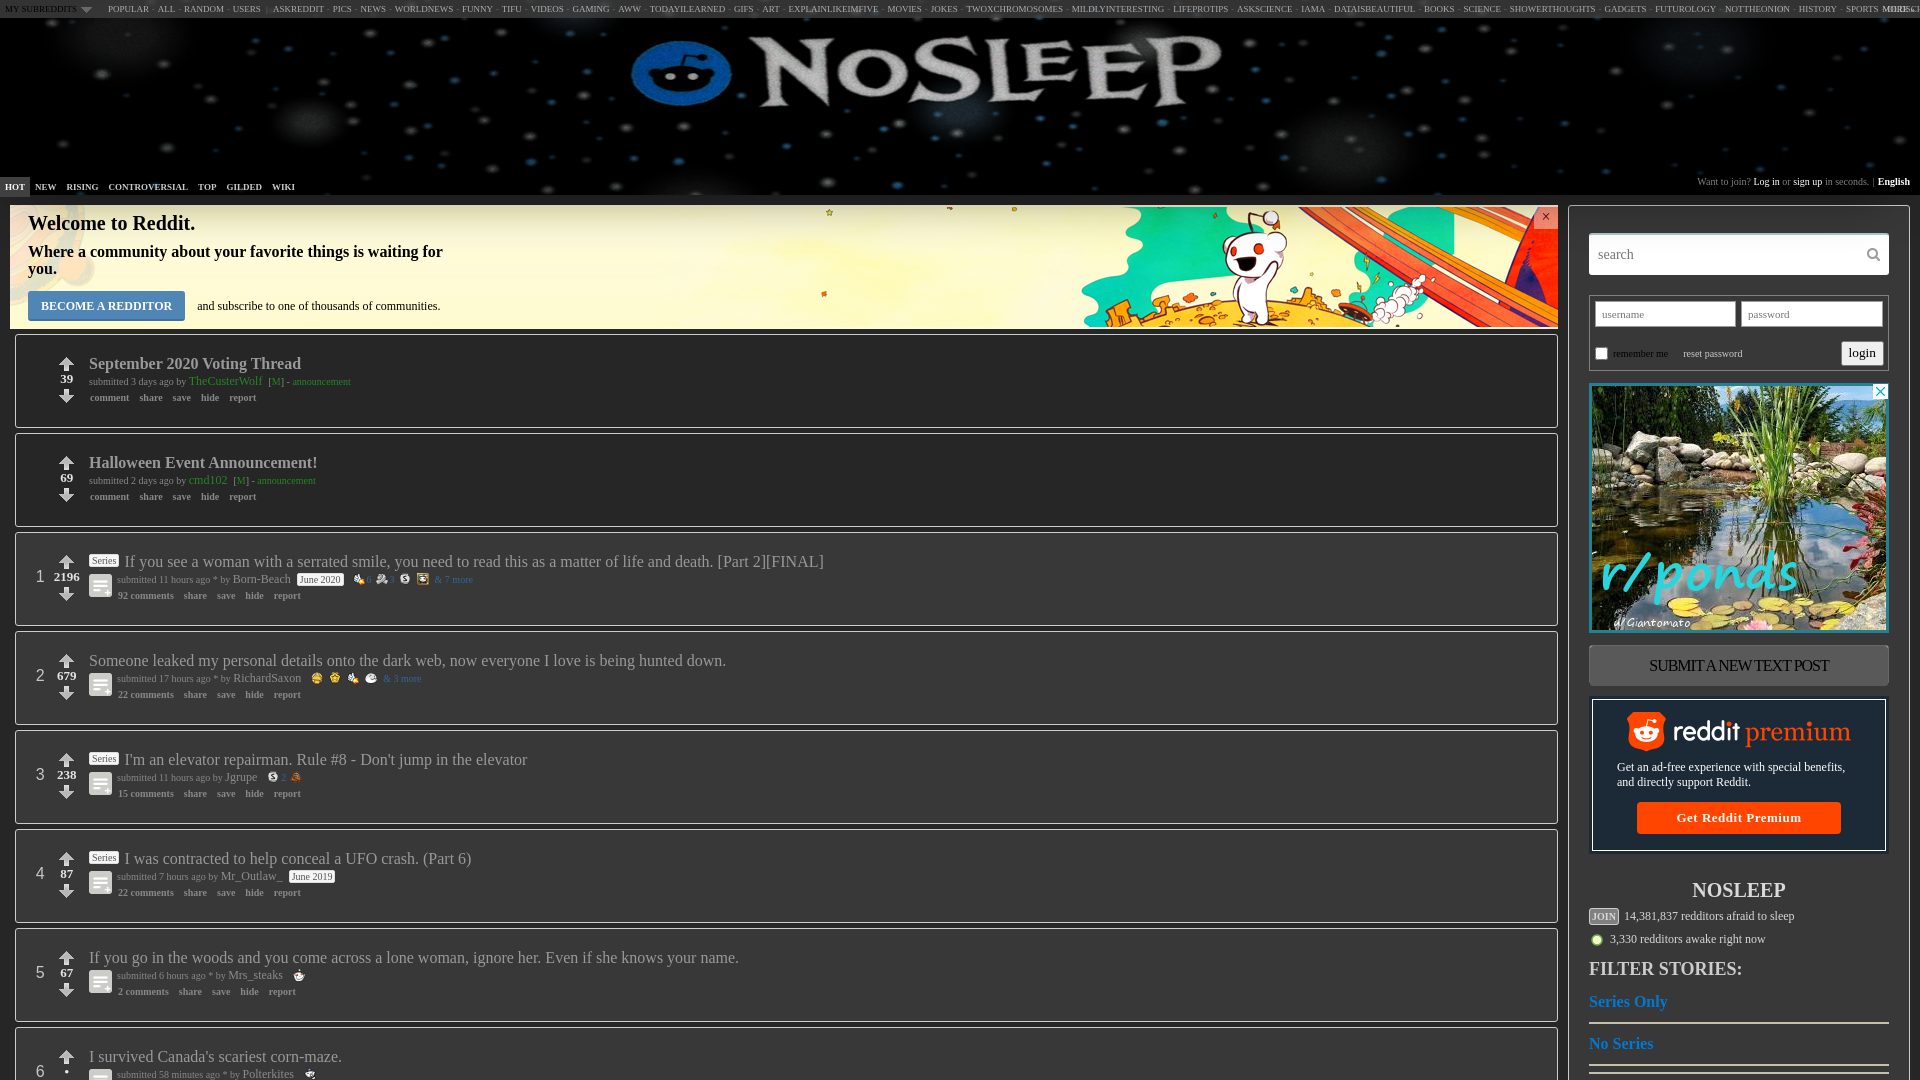 MY SUBREDDITS POPULAR - ALL - RANDOM - USERS | ASKREDDIT - PICS - NEWS - WORLDNEWS - FUNNY - TIFU - VIDEOS - GAMING - AWW - TODAYILEARNED - GIFS - ART - EXPLAINLIKEIMFIVE - MOVIES - JOKES - TWOXCHROMOSOMES - MILDLYINTERESTING - LIFEPROTIPS - ASKSCIENCE - IAMA - DATAISBEAUTIFUL - BOOKS - SCIENCE - SHOWERTHOUGHTS - GADGETS - FUTUROLOGY - NOTTHEONION - HISTORY - SPORTS
NoSleep
HOT NEW RISING CONTROVERSIAL TOP GILDED WIKI
Want to join? Log in or sign up in seconds. | English
Welcome to Reddit.
Where a community about your favorite things is waiting for
you.
BECOME A REDDITOR and subscribe to one of thousands of communities.
×
39
September 2020 Voting Thread
submitted 3 days ago by TheCusterWolf [M] - announcement
comment share save hide report
69
Halloween Event Announcement!
submitted 2 days ago by cmd102 [M] - announcement
comment share save hide report
1
2196
Series If you see a woman with a serrated smile, you need to read this as a matter of life and death. [Part 2][FINAL]
submitted 11 hours ago * by Born-Beach June 2020 & 7 more
92 comments share save hide report
2
679
Someone leaked my personal details onto the dark web, now everyone I love is being hunted down.
submitted 17 hours ago * by RichardSaxon & 3 more
22 comments share save hide report
3
238
Series I'm an elevator repairman. Rule #8 - Don't jump in the elevator
submitted 11 hours ago by Jgrupe 2
15 comments share save hide report
4
87
Series I was contracted to help conceal a UFO crash. (Part 6)
submitted 7 hours ago by Mr_Outlaw_ June 2019
22 comments share save hide report
5
67
If you go in the woods and you come across a lone woman, ignore her. Even if she knows your name.
submitted 6 hours ago * by Mrs_steaks
2 comments share save hide report
6
•
I survived Canada's scariest corn-maze.
submitted 58 minutes ago * by Polterkites
search
username password
remember me reset password login
r/ponds
u/Giantomato
SUBMIT A NEW TEXT POST
reddit premium
Get an ad-free experience with special benefits,
and directly support Reddit.
Get Reddit Premium
NOSLEEP
JOIN 14,381,837 redditors afraid to sleep
3,330 redditors awake right now
FILTER STORIES:
Series Only
No Series